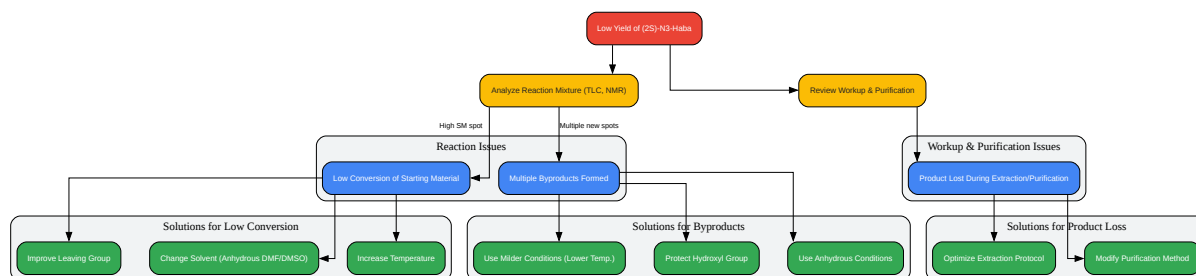 Low Yield of (2S)-N3-Haba
Analyze Reaction Mixture (TLC, NMR)
Review Workup & Purification
High SM spot
Multiple new spots
Reaction Issues
Workup & Purification Issues
Low Conversion of Starting Material
Multiple Byproducts Formed
Product Lost During Extraction/Purification
Solutions for Low Conversion
Solutions for Byproducts
Solutions for Product Loss
Improve Leaving Group
Change Solvent (Anhydrous DMF/DMSO)
Increase Temperature
Use Milder Conditions (Lower Temp.)
Protect Hydroxyl Group
Use Anhydrous Conditions
Optimize Extraction Protocol
Modify Purification Method